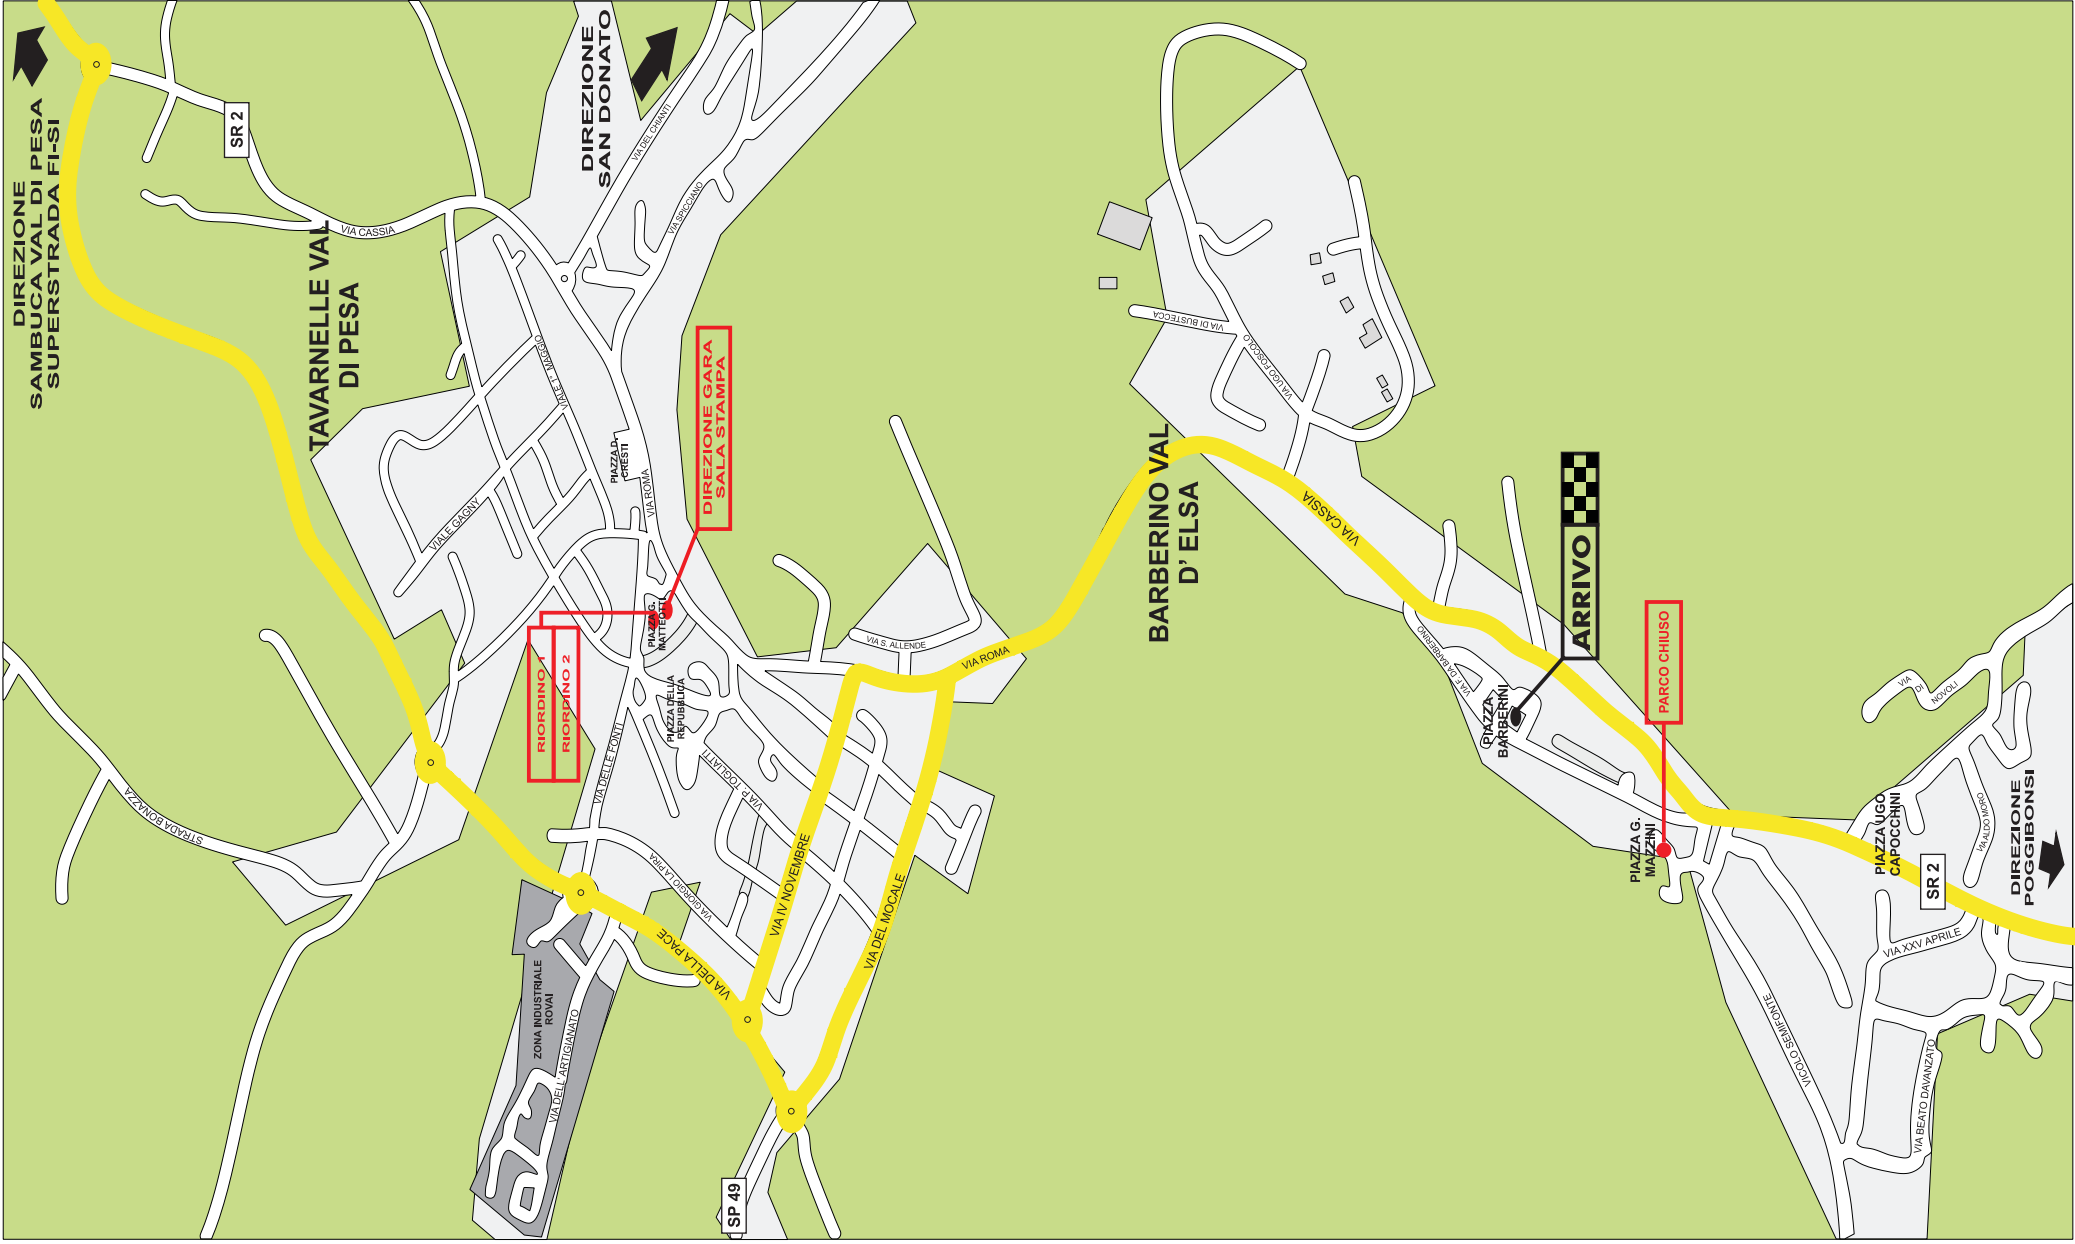 DIREZIONE
SAMBUCA VAL DI PESA
SUPERSTRADA FI-SI
SR 2
VIA CASSIA
TAVARNELLE VAL
DI PESA
DIREZIONE
SAN DONATO
VIA DEL CHIANTI
VIA SPICCIANO
VIALE 1° MAGGIO
VIALE GAGNY
PIAZZA D.
CRESTI
VIA ROMA
DIREZIONE GARA
SALA STAMPA
PIAZZA G.
MATTEOTTI
RIORDINO 1
RIORDINO 2
PIAZZA DELLA
REPUBBLICA
VIA DELLE FONTI
VIA P. TOGLIATTI
STRADA BONAZZA
VIA GIORGIO LA PIRA
VIA IV NOVEMBRE
VIA DEL MOCALE
VIA DELLA PACE
ZONA INDUSTRIALE
ROVAI
VIA DELL'ARTIGIANATO
SP 49
VIA S. ALLENDE
VIA ROMA
BARBERINO VAL
D' ELSA
VIA DI BUSTECCA
VIA UGO FOSCOLO
VIA CASSIA
ARRIVO
VIA F. DA BARBERINO
PIAZZA
BARBERINI
PARCO CHIUSO
PIAZZA G.
MAZZINI
PIAZZA UGO
CAPOCCHINI
SR 2
VIA
DI
NOVOLI
VIA ALDO MORO
DIREZIONE
POGGIBONSI
VIA XXV APRILE
VICOLO SEMIFONTE
VIA BEATO DAVANZATO